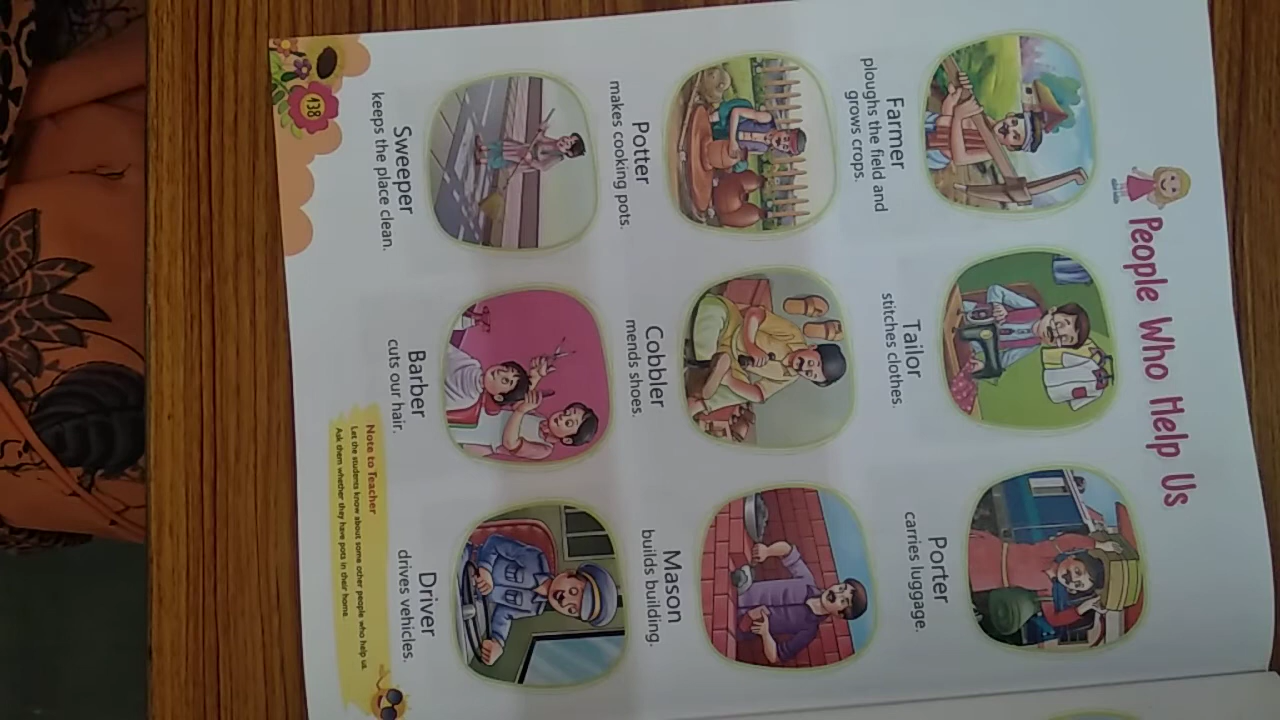 People Who Help Us
Farmer
ploughs the field and
grows crops.
Tailor
stitches clothes.
Porter
carries luggage.
Potter
makes cooking pots.
Cobbler
mends shoes.
Mason
builds building.
Sweeper
keeps the place clean.
Barber
cuts our hair.
Driver
drives vehicles.
Note to Teacher
Let the students know about some other people who help us.
Ask them whether they have pots in their home.
138